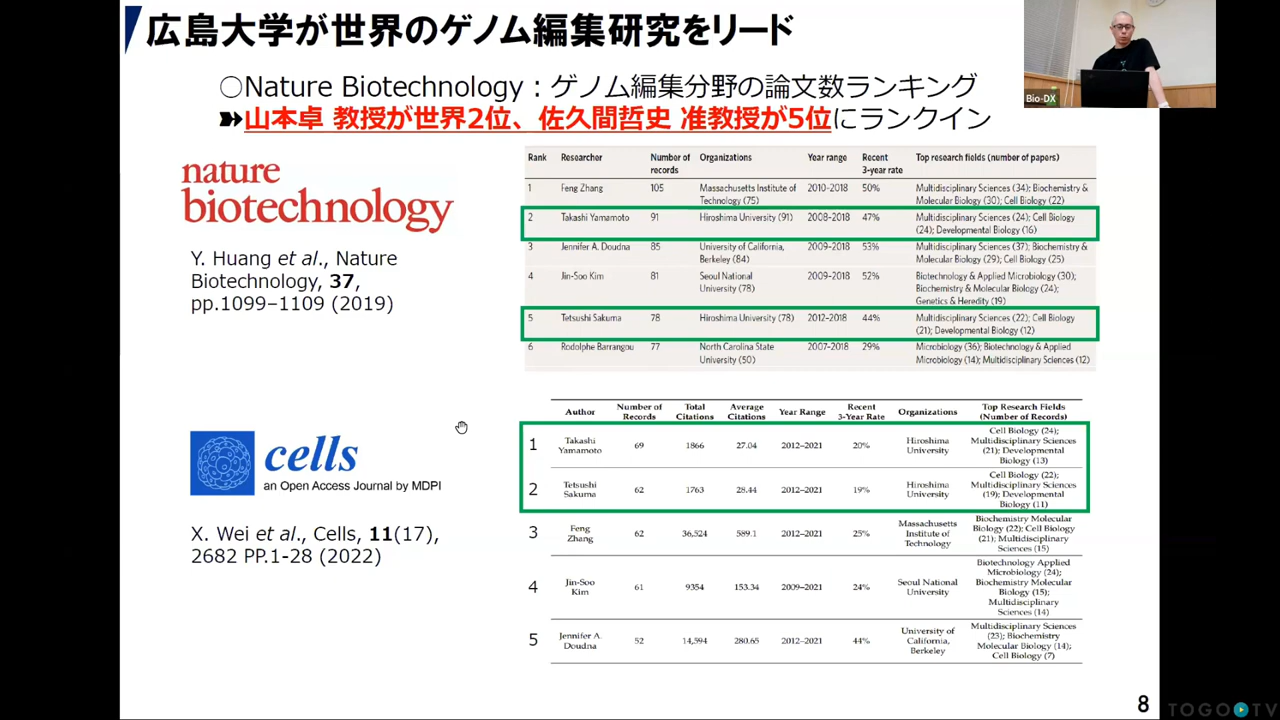 広島大学が世界のゲノム編集研究をリード
○Nature Biotechnology：ゲノム編集分野の論文数ランキング
➽山本卓 教授が世界2位、佐久間哲史 准教授が5位にランクイン
Bio-DX
nature
biotechnology
Y. Huang et al., Nature
Biotechnology, 37,
pp.1099–1109 (2019)
Rank Researcher Number of records Organizations Year range Recent 3-year rate Top research fields (number of papers)
1 Feng Zhang 105 Massachusetts Institute of Technology (75) 2010-2018 50% Multidisciplinary Sciences (34); Biochemistry & Molecular Biology (30); Cell Biology (22)
2 Takashi Yamamoto 91 Hiroshima University (91) 2008-2018 47% Multidisciplinary Sciences (24); Cell Biology (24); Developmental Biology (16)
3 Jennifer A. Doudna 85 University of California, Berkeley (84) 2009-2018 53% Multidisciplinary Sciences (37); Biochemistry & Molecular Biology (29); Cell Biology (25)
4 Jin-Soo Kim 81 Seoul National University (78) 2009-2018 52% Biotechnology & Applied Microbiology (30); Biochemistry & Molecular Biology (24); Genetics & Heredity (19)
5 Tetsushi Sakuma 78 Hiroshima University (78) 2012-2018 44% Multidisciplinary Sciences (22); Cell Biology (21); Developmental Biology (12)
6 Rodolphe Barrangou 77 North Carolina State University (50) 2007-2018 29% Microbiology (36); Biotechnology & Applied Microbiology (14); Multidisciplinary Sciences (12)
cells
an Open Access Journal by MDPI
X. Wei et al., Cells, 11(17),
2682 PP.1-28 (2022)
Author Number of Records Total Citations Average Citations Year Range Recent 3-Year Rate Organizations Top Research Fields (Number of Records)
1 Takashi Yamamoto 69 1866 27.04 2012–2021 20% Hiroshima University Cell Biology (24); Multidisciplinary Sciences (21); Developmental Biology (13)
2 Tetsushi Sakuma 62 1763 28.44 2012–2021 19% Hiroshima University Cell Biology (22); Multidisciplinary Sciences (19); Developmental Biology (11)
3 Feng Zhang 62 36,524 589.1 2012–2021 25% Massachusetts Institute of Technology Biochemistry Molecular Biology (22); Cell Biology (21); Multidisciplinary Sciences (15)
4 Jin-Soo Kim 61 9354 153.34 2009–2021 24% Seoul National University Biotechnology Applied Microbiology (24); Biochemistry Molecular Biology (15); Multidisciplinary Sciences (14)
5 Jennifer A. Doudna 52 14,594 280.65 2012–2021 44% University of California, Berkeley Multidisciplinary Sciences (23); Biochemistry Molecular Biology (14); Cell Biology (7)
8
TOGO TV